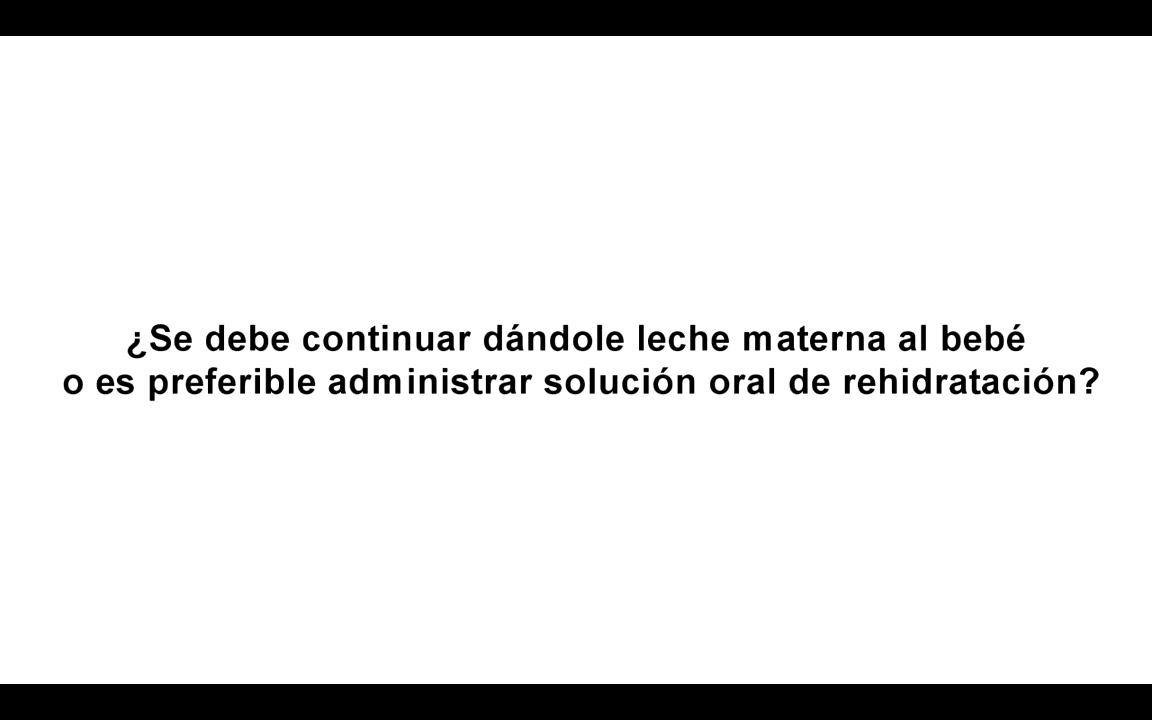 ¿Se debe continuar dándole leche materna al bebé
o es preferible administrar solución oral de rehidratación?